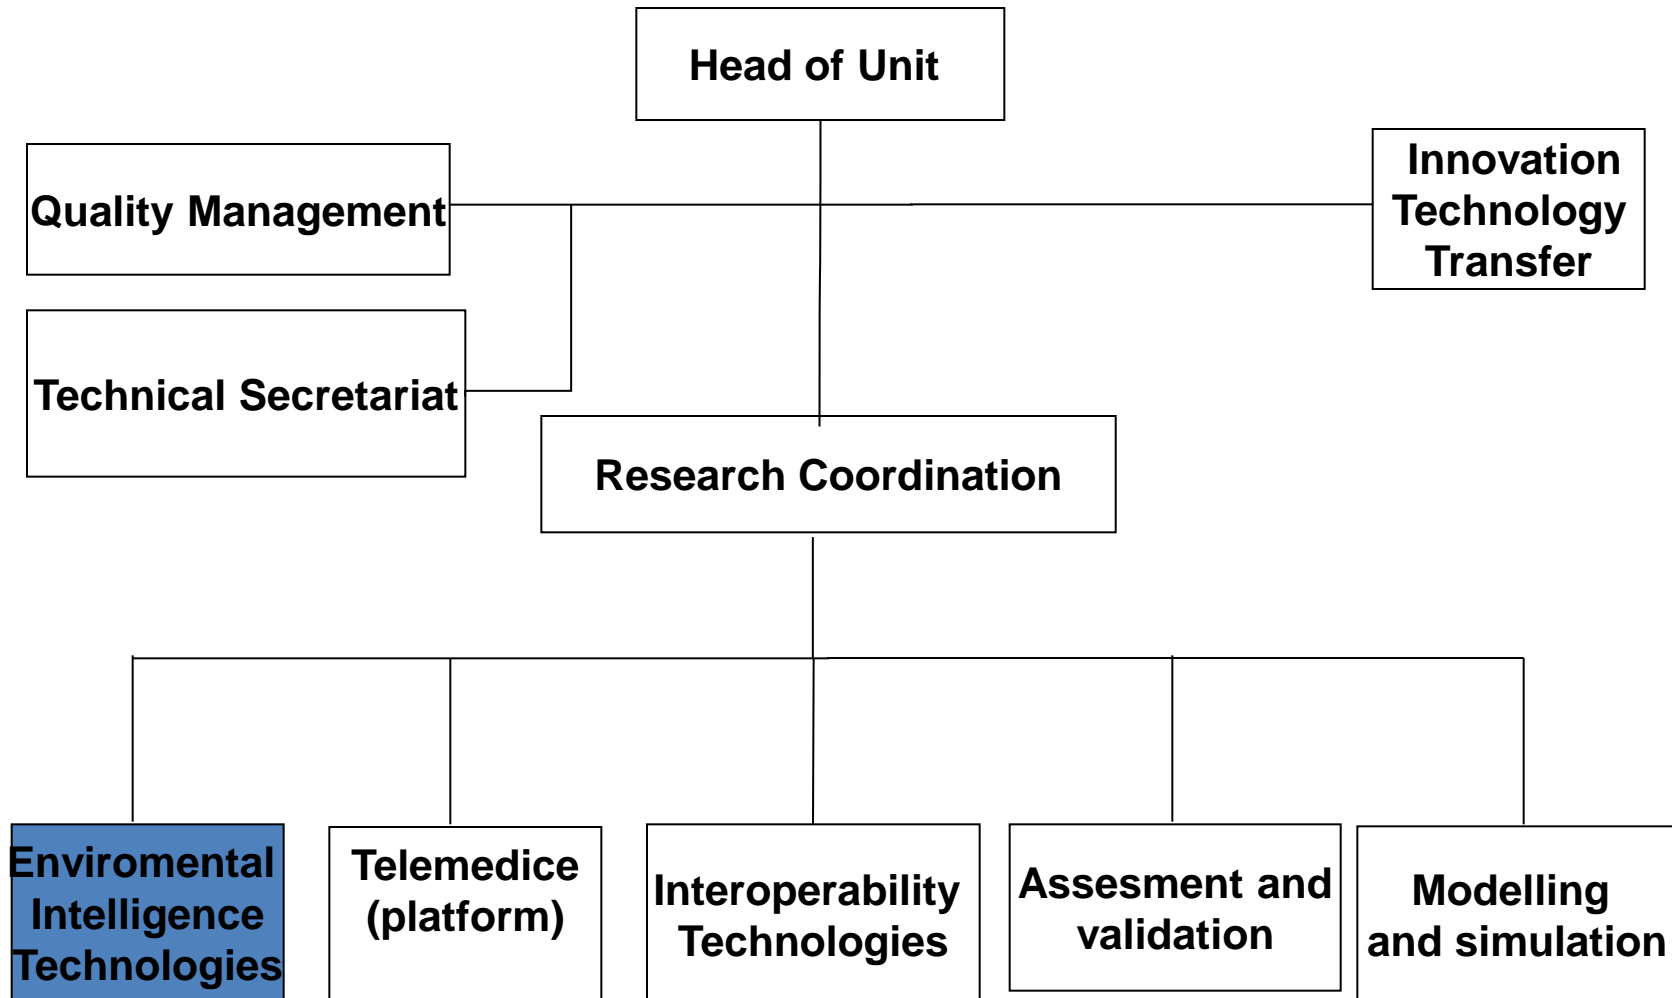 Head of Unit
Quality Management
Innovation
Technology
Transfer
Technical Secretariat
Research Coordination
Enviromental
Intelligence
Technologies
Telemedice
(platform)
Interoperability
Technologies
Assesment and
validation
Modelling
and simulation